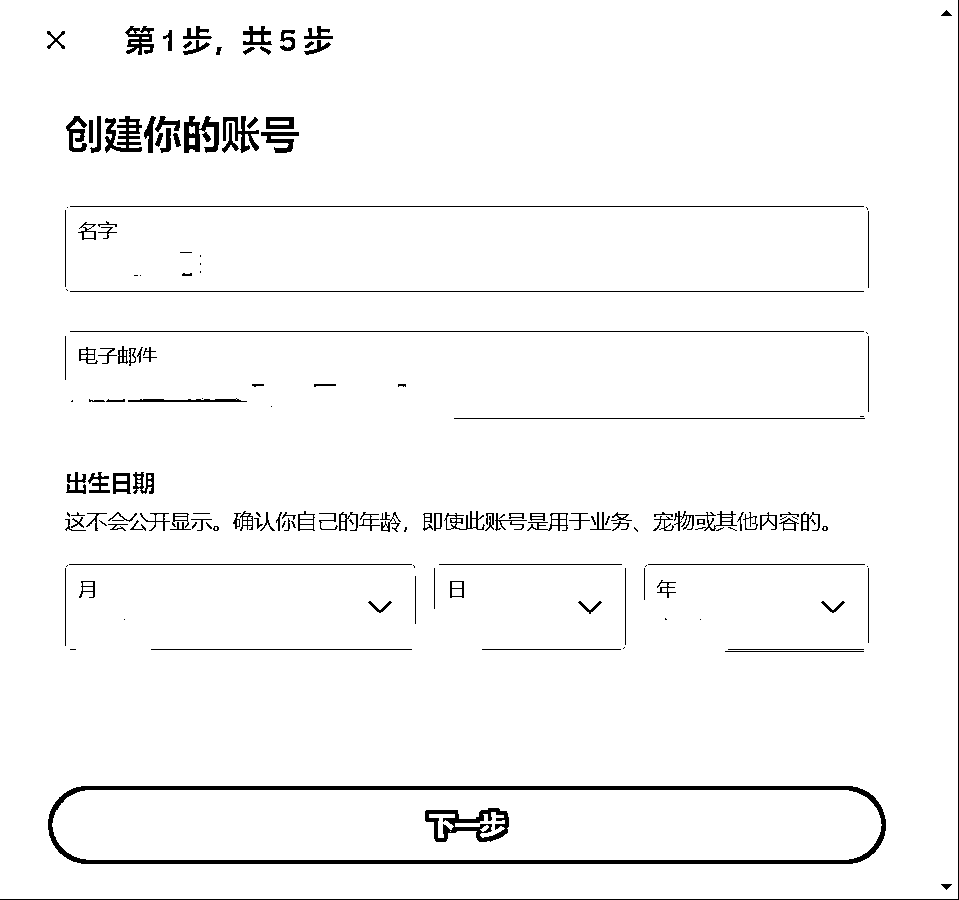 第1步，共5步
创建你的账号
名字
电子邮件
出生日期
这不会公开显示。确认你自己的年龄，即使此账号是用于业务、宠物或其他内容的。
月
日
年
下一步